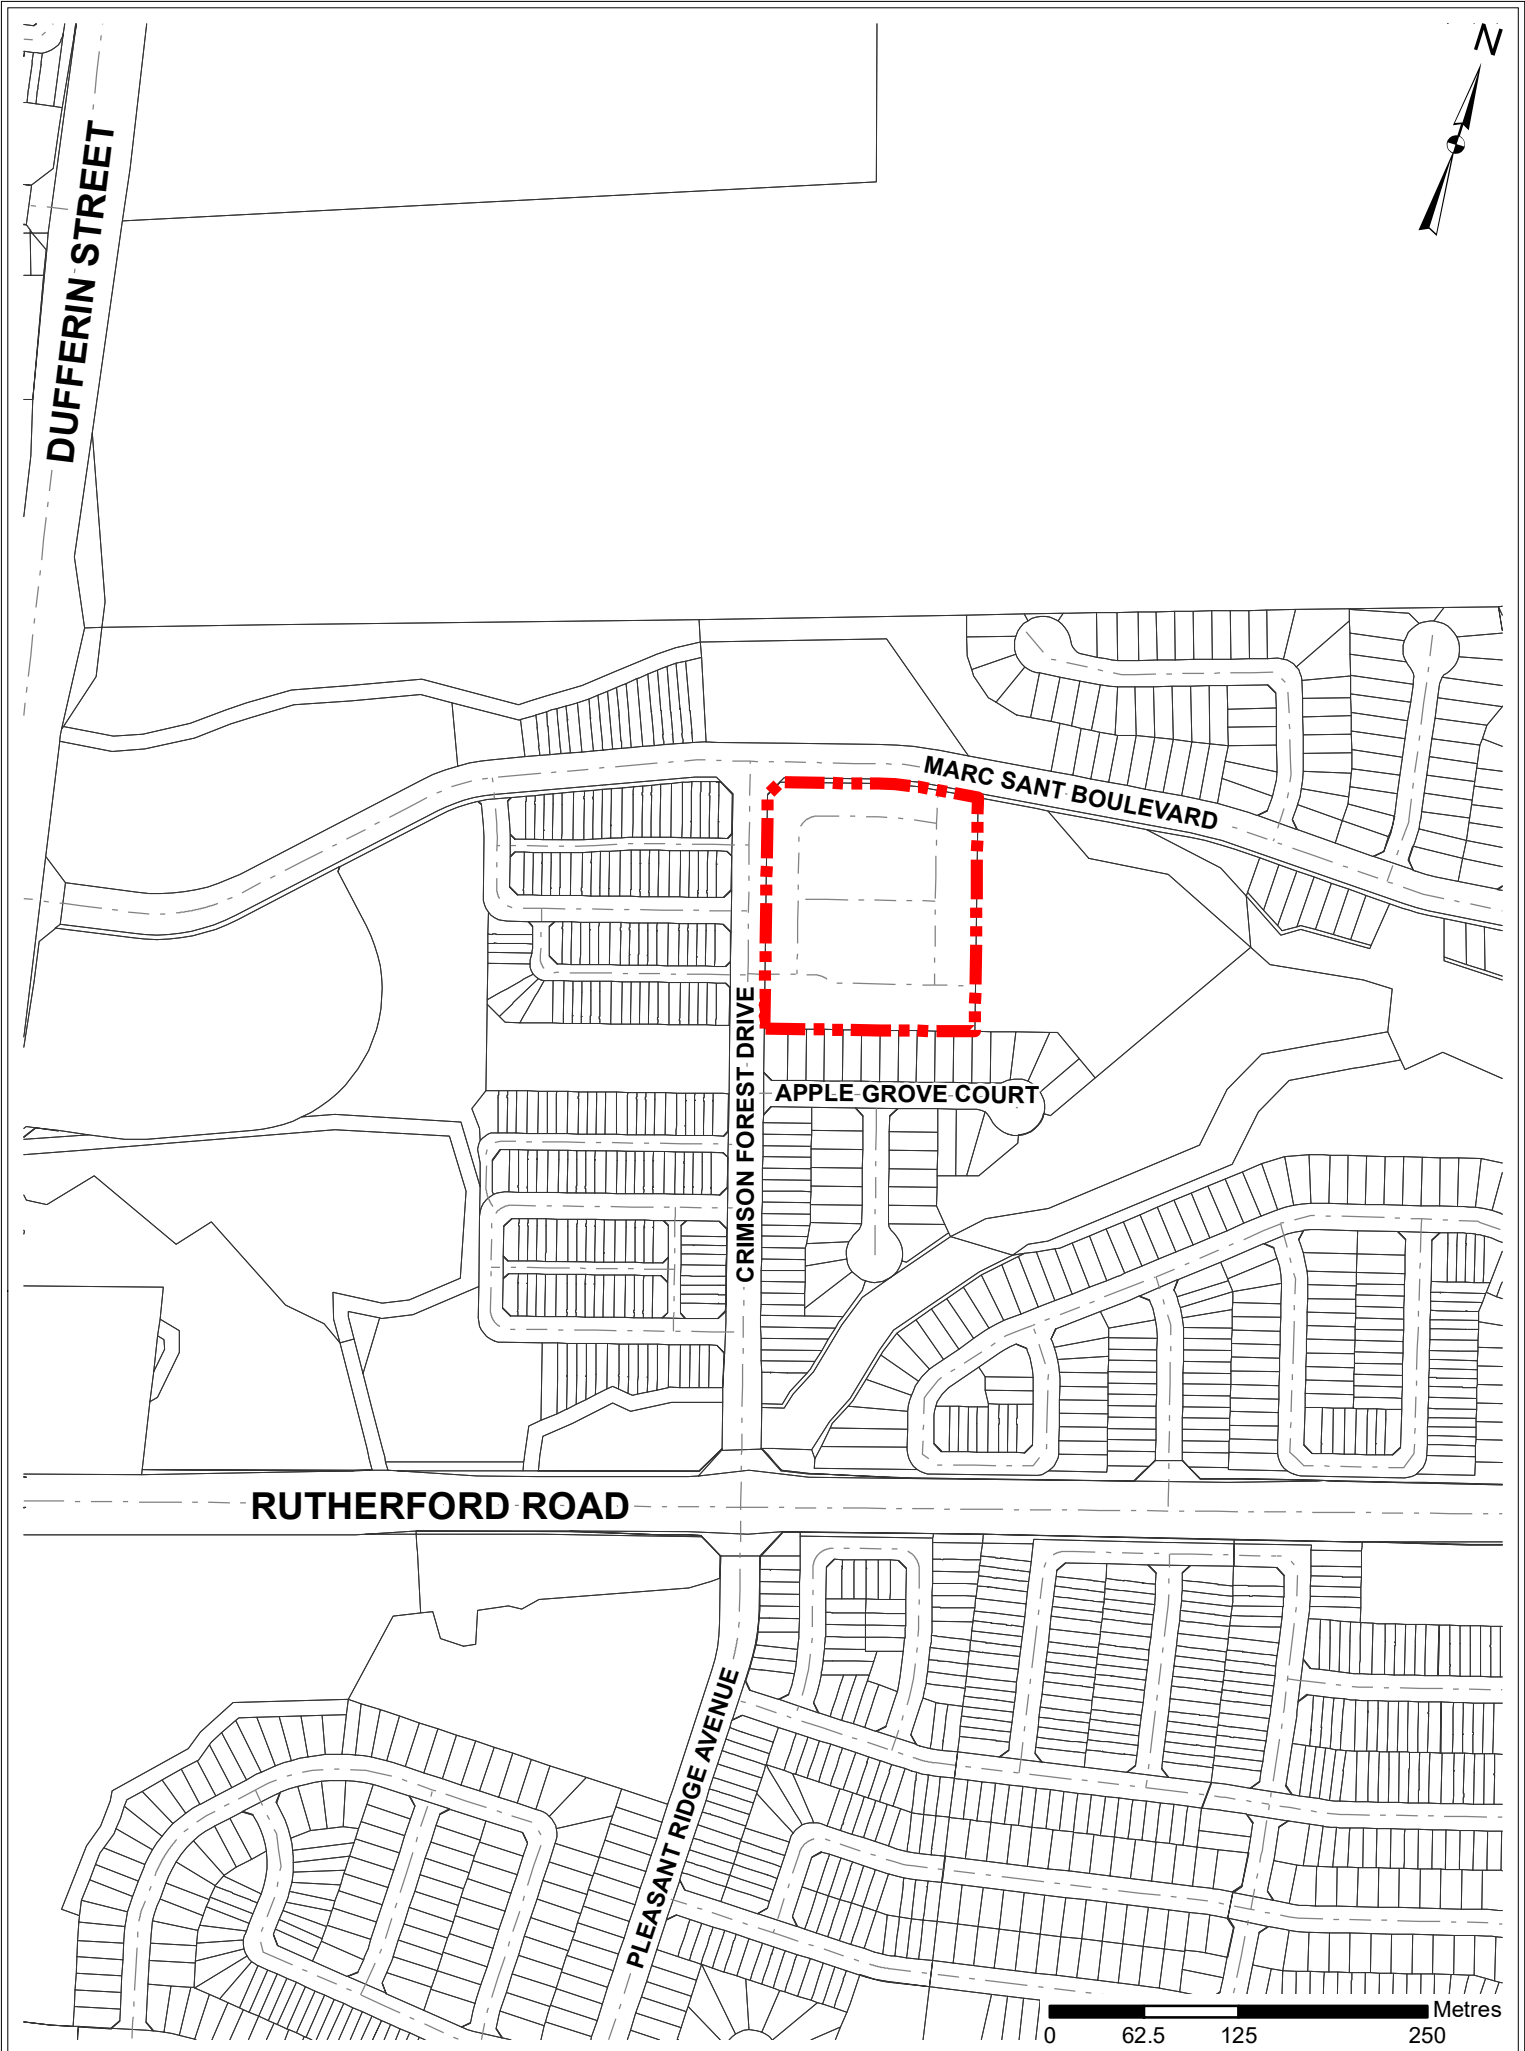 N
DUFFERIN STREET
MARC SANT BOULEVARD
CRIMSON FOREST DRIVE
APPLE GROVE COURT
RUTHERFORD ROAD
PLEASANT RIDGE AVENUE
Metres
0 62.5 125 250